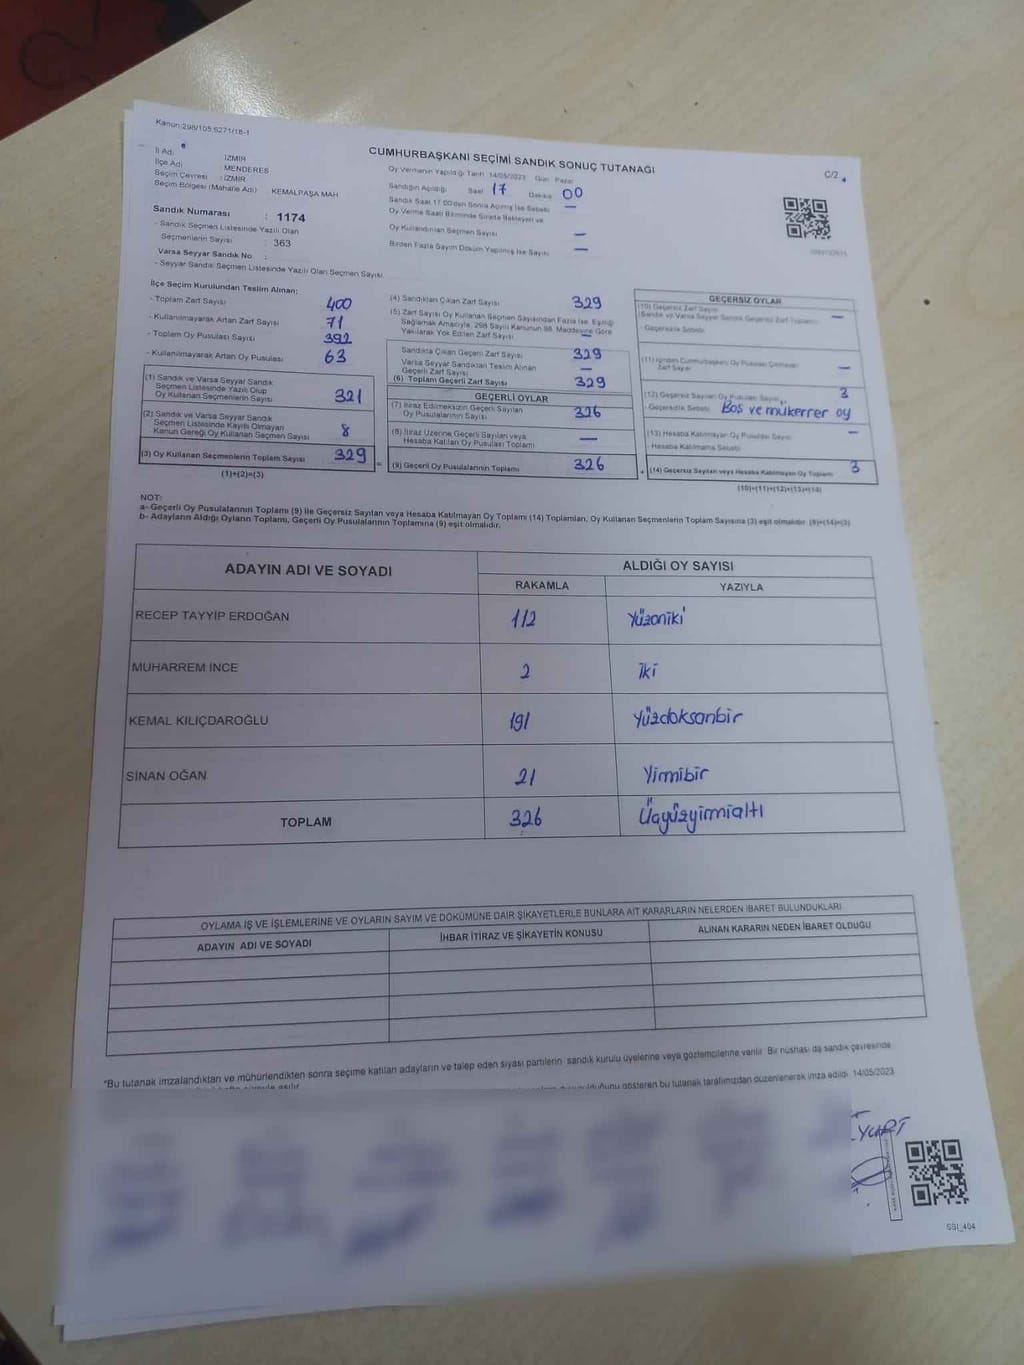 Kanun:298/105,6271/18-1
CUMHURBAŞKANI SEÇİMİ SANDIK SONUÇ TUTANAĞI
C/2
İl Adı : İZMİR
İlçe Adı : MENDERES
Seçim Çevresi : İZMİR
Seçim Bölgesi (Mahalle Adı) KEMALPAŞA MAH
Oy Vermenin Yapıldığı Tarih 14/05/2023 Gün Pazar
Sandığın Açıldığı Saat 17 Dakika 00
Sandık Saat 17:00'den Sonra Açılmış İse Sebebi —
Oy Verme Saati Bitiminde Sırada Bekleyen ve
Oy Kullandırılan Seçmen Sayısı —
Birden Fazla Sayım Döküm Yapılmış İse Sayısı —
Sandık Numarası : 1174
- Sandık Seçmen Listesinde Yazılı Olan
Seçmenlerin Sayısı : 363
Varsa Seyyar Sandık No :
- Seyyar Sandık Seçmen Listesinde Yazılı Olan Seçmen Sayısı
İlçe Seçim Kurulundan Teslim Alınan:
- Toplam Zarf Sayısı 400
- Kullanılmayarak Artan Zarf Sayısı 71
- Toplam Oy Pusulası Sayısı 392
- Kullanılmayarak Artan Oy Pusulası 63
(1) Sandık ve Varsa Seyyar Sandık
Seçmen Listesinde Yazılı Olup
Oy Kullanan Seçmenlerin Sayısı 321
(2) Sandık ve Varsa Seyyar Sandık
Seçmen Listesinde Kayıtlı Olmayan
Kanun Gereği Oy Kullanan Seçmen Sayısı 8
(3) Oy Kullanan Seçmenlerin Toplam Sayısı 329
(1)+(2)=(3)
(4) Sandıktan Çıkan Zarf Sayısı 329
(5) Zarf Sayısı Oy Kullanan Seçmen Sayısından Fazla İse, Eşitliği
Sağlamak Amacıyla, 298 Sayılı Kanunun 98. Maddesine Göre
Yakılarak Yok Edilen Zarf Sayısı —
Sandıkta Çıkan Geçerli Zarf Sayısı 329
Varsa Seyyar Sandıktan Teslim Alınan
Geçerli Zarf Sayısı —
(6) Toplam Geçerli Zarf Sayısı 329
GEÇERLİ OYLAR
(7) İtiraz Edilmeksizin Geçerli Sayılan
Oy Pusulalarının Sayısı 326
(8) İtiraz Üzerine Geçerli Sayılan veya
Hesaba Katılan Oy Pusulası Toplamı —
(9) Geçerli Oy Pusulalarının Toplamı 326
GEÇERSİZ OYLAR
(10) Geçersiz Zarf Sayısı
(Sandık ve Varsa Seyyar Sandık Geçersiz Zarf Toplamı) —
- Geçersizlik Sebebi
(11) İçinden Cumhurbaşkanı Oy Pusulası Çıkmayan
Zarf Sayısı —
(12) Geçersiz Sayılan Oy Pusulası Sayısı 3
- Geçersizlik Sebebi Boş ve mükerrer oy
(13) Hesaba Katılmayan Oy Pusulası Sayısı —
- Hesaba Katılmama Sebebi
(14) Geçersiz Sayılan veya Hesaba Katılmayan Oy Toplamı 3
(10)+(11)+(12)+(13)=(14)
NOT:
a- Geçerli Oy Pusulalarının Toplamı (9) ile Geçersiz Sayılan veya Hesaba Katılmayan Oy Toplamı (14) Toplamları, Oy Kullanan Seçmenlerin Toplam Sayısına (3) eşit olmalıdır. (9)+(14)=(3)
b- Adayların Aldığı Oyların Toplamı, Geçerli Oy Pusulalarının Toplamına (9) eşit olmalıdır.
ADAYIN ADI VE SOYADI
ALDIĞI OY SAYISI
RAKAMLA YAZIYLA
RECEP TAYYİP ERDOĞAN 112 Yüzoniki
MUHARREM İNCE 2 İki
KEMAL KILIÇDAROĞLU 191 Yüzdoksanbir
SİNAN OĞAN 21 Yirmibir
TOPLAM 326 Üçyüzyirmialtı
OYLAMA İŞ VE İŞLEMLERİNE VE OYLARIN SAYIM VE DÖKÜMÜNE DAİR ŞİKAYETLERLE BUNLARA AİT KARARLARIN NELERDEN İBARET BULUNDUKLARI
ADAYIN ADI VE SOYADI İHBAR İTİRAZ VE ŞİKAYETİN KONUSU ALINAN KARARIN NEDEN İBARET OLDUĞU
*Bu tutanak imzalandıktan ve mühürlendikten sonra seçime katılan adayların ve talep eden siyasi partilerin sandık kurulu üyelerine veya gözlemcilerine verilir. Bir nüshası da sandık çevresinde
gösteren bu tutanak tarafımızdan düzenlenerek imza edildi. 14/05/2023
YURT
SSI_404